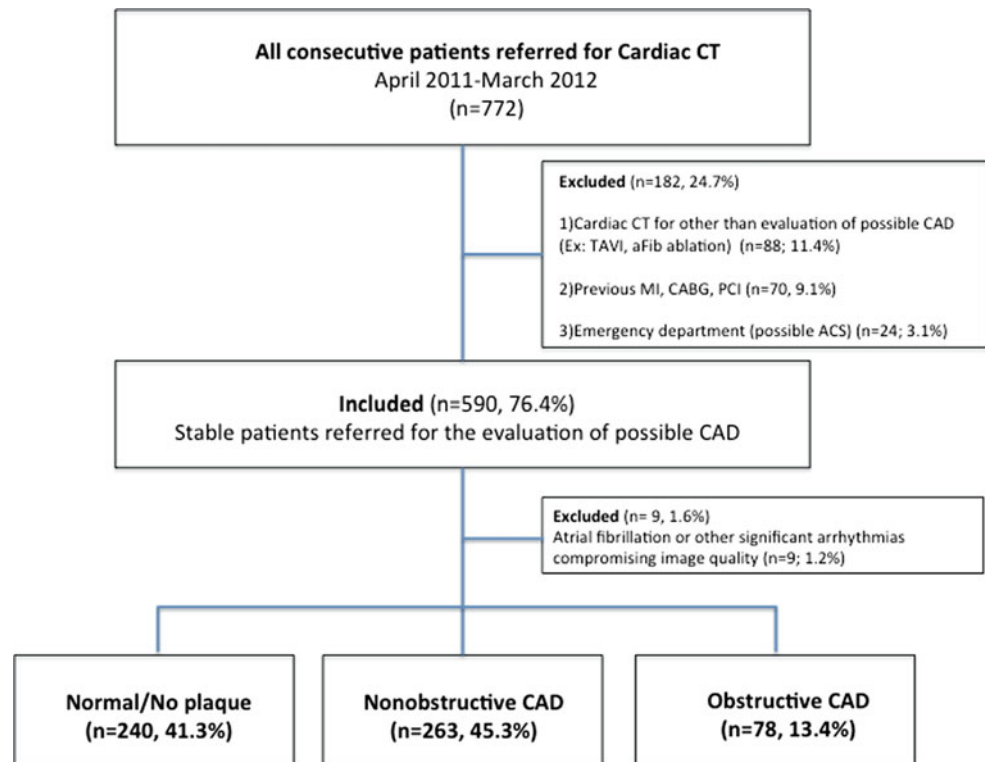 All consecutive patients referred for Cardiac CT
April 2011-March 2012
(n=772)
Excluded (n=182, 24.7%)
1)Cardiac CT for other than evaluation of possible CAD
(Ex: TAVI, aFib ablation) (n=88; 11.4%)
2)Previous MI, CABG, PCI (n=70, 9.1%)
3)Emergency department (possible ACS) (n=24; 3.1%)
Included (n=590, 76.4%)
Stable patients referred for the evaluation of possible CAD
Excluded (n= 9, 1.6%)
Atrial fibrillation or other significant arrhythmias
compromising image quality (n=9; 1.2%)
Normal/No plaque
(n=240, 41.3%)
Nonobstructive CAD
(n=263, 45.3%)
Obstructive CAD
(n=78, 13.4%)